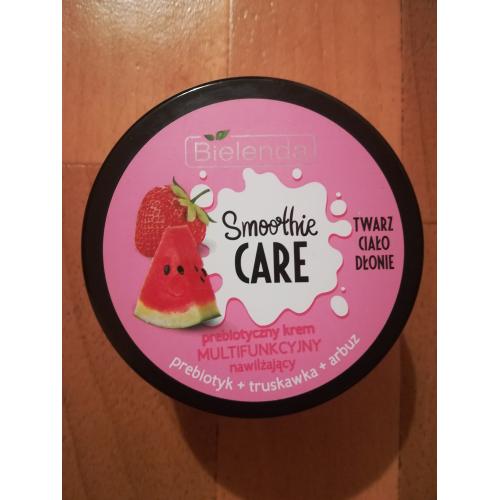 Bielenda
Smoothie
CARE
TWARZ
CIAŁO
DŁONIE
prebiotyczny krem
MULTIFUNKCYJNY
nawilżający
prebiotyk + truskawka + arbuz